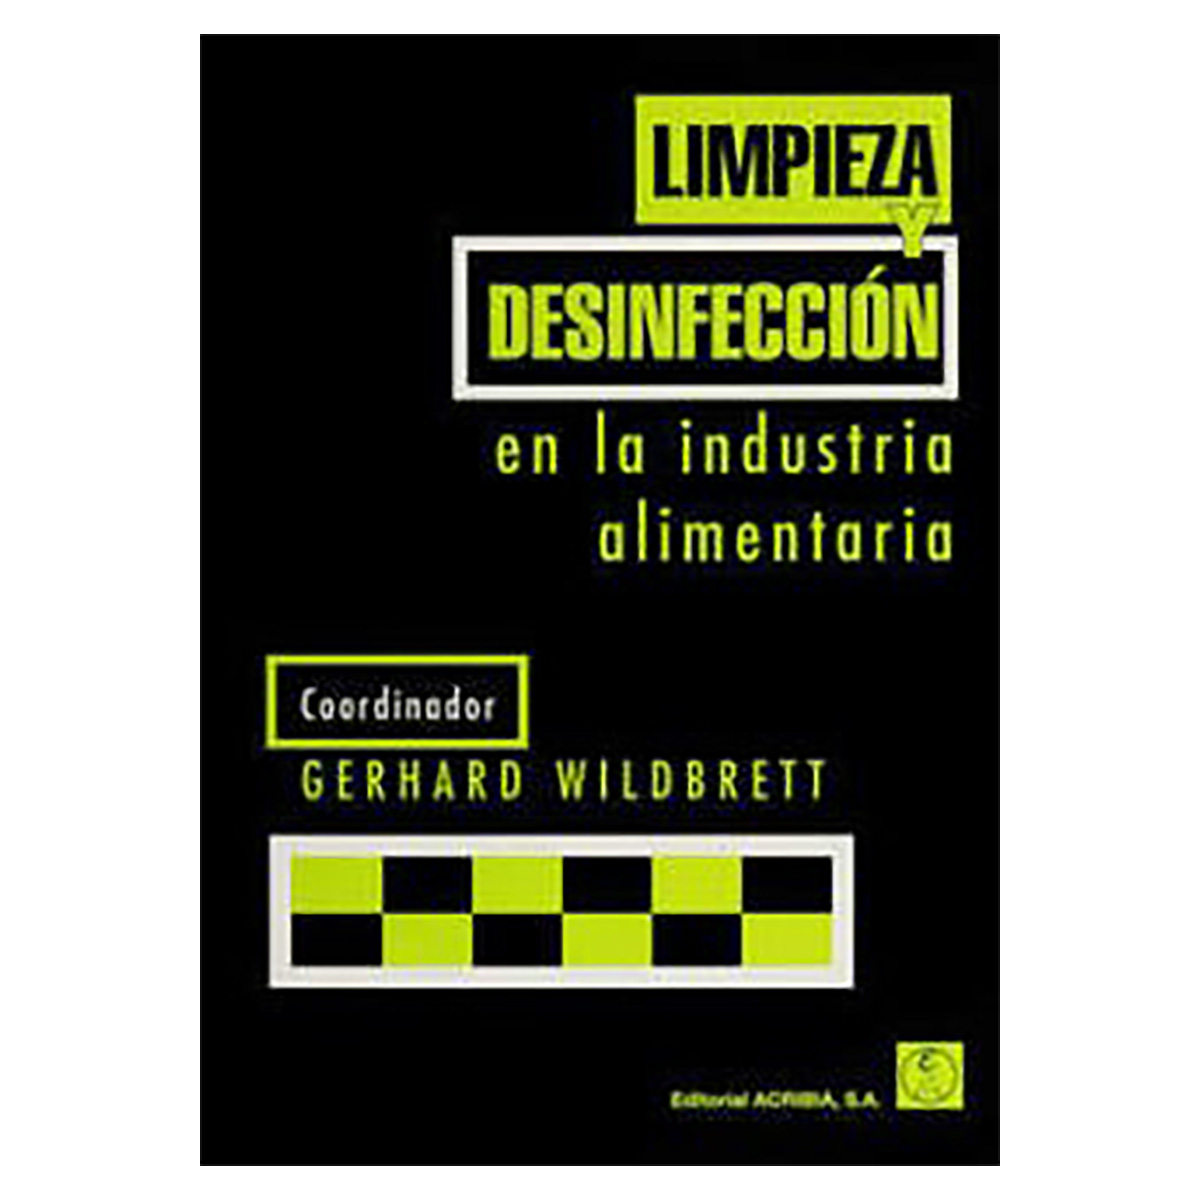 LIMPIEZA
Y
DESINFECCIÓN
en la industria
alimentaria
Coordinador
GERHARD WILDBRETT
Editorial ACRIBIA, S.A.